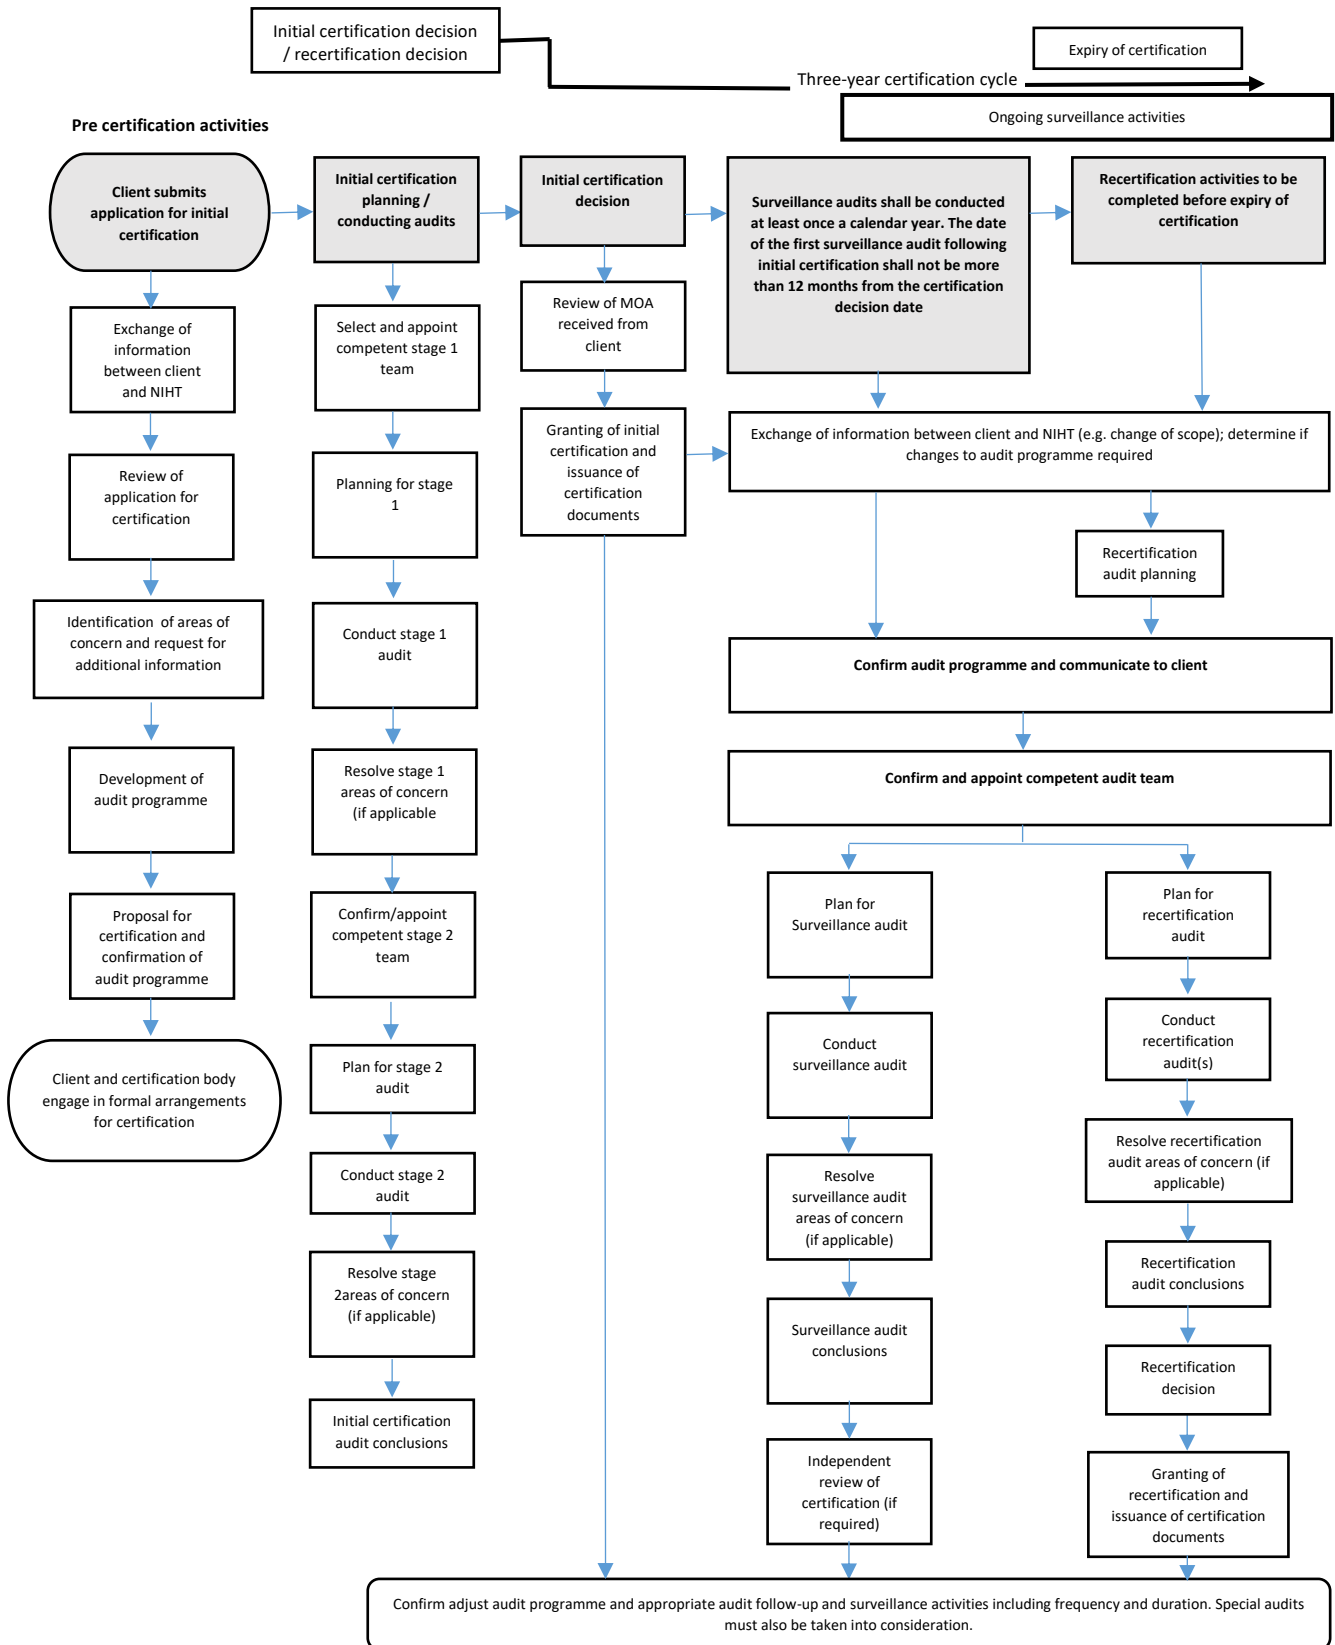 Initial certification decision
/ recertification decision
Expiry of certification
Three-year certification cycle
Ongoing surveillance activities
Pre certification activities
Client submits
application for initial
certification
Initial certification
planning /
conducting audits
Initial certification
decision
Surveillance audits shall be conducted
at least once a calendar year. The date
of the first surveillance audit following
initial certification shall not be more
than 12 months from the certification
decision date
Recertification activities to be
completed before expiry of
certification
Exchange of
information
between client
and NIHT
Review of
application for
certification
Identification  of areas of
concern and request for
additional information
Development of
audit programme
Proposal for
certification and
confirmation of
audit programme
Client and certification body
engage in formal arrangements
for certification
Select and appoint
competent stage 1
team
Planning for stage
1
Conduct stage 1
audit
Resolve stage 1
areas of concern
(if applicable
Confirm/appoint
competent stage 2
team
Plan for stage 2
audit
Conduct stage 2
audit
Resolve stage
2areas of concern
(if applicable)
Initial certification
audit conclusions
Review of MOA
received from
client
Granting of initial
certification and
issuance of
certification
documents
Exchange of information between client and NIHT (e.g. change of scope); determine if
changes to audit programme required
Recertification
audit planning
Confirm audit programme and communicate to client
Confirm and appoint competent audit team
Plan for
Surveillance audit
Conduct
surveillance audit
Resolve
surveillance audit
areas of concern
(if applicable)
Surveillance audit
conclusions
Independent
review of
certification (if
required)
Plan for
recertification
audit
Conduct
recertification
audit(s)
Resolve recertification
audit areas of concern (if
applicable)
Recertification
audit conclusions
Recertification
decision
Granting of
recertification and
issuance of certification
documents
Confirm adjust audit programme and appropriate audit follow-up and surveillance activities including frequency and duration. Special audits
must also be taken into consideration.